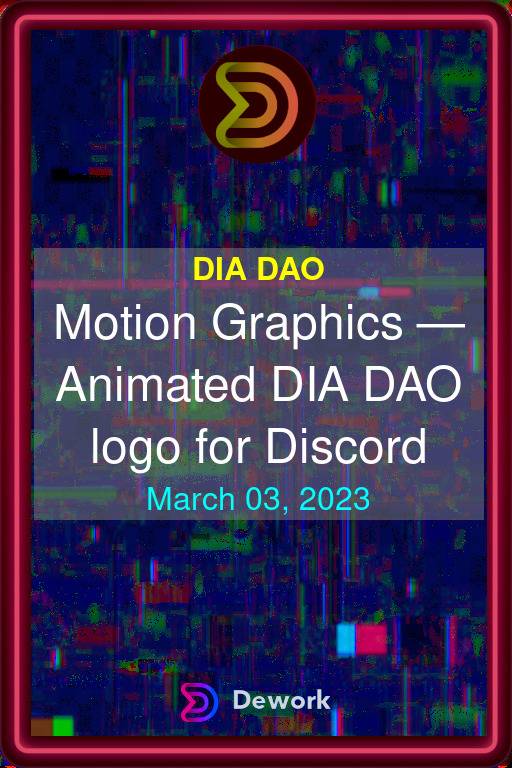 DIA DAO
Motion Graphics —
Animated DIA DAO
logo for Discord
March 03, 2023
Dework